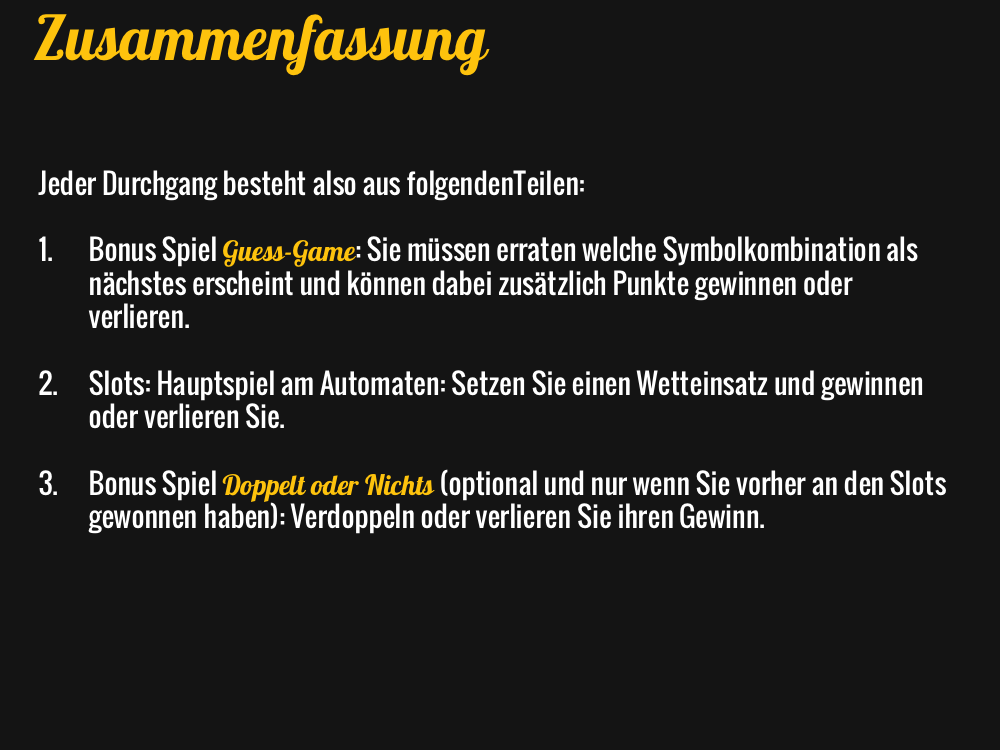 Zusammenfassung
Jeder Durchgang besteht also aus folgendenTeilen:
1. Bonus Spiel Guess-Game: Sie müssen erraten welche Symbolkombination als
nächstes erscheint und können dabei zusätzlich Punkte gewinnen oder
verlieren.
2. Slots: Hauptspiel am Automaten: Setzen Sie einen Wetteinsatz und gewinnen
oder verlieren Sie.
3. Bonus Spiel Doppelt oder Nichts (optional und nur wenn Sie vorher an den Slots
gewonnen haben): Verdoppeln oder verlieren Sie ihren Gewinn.